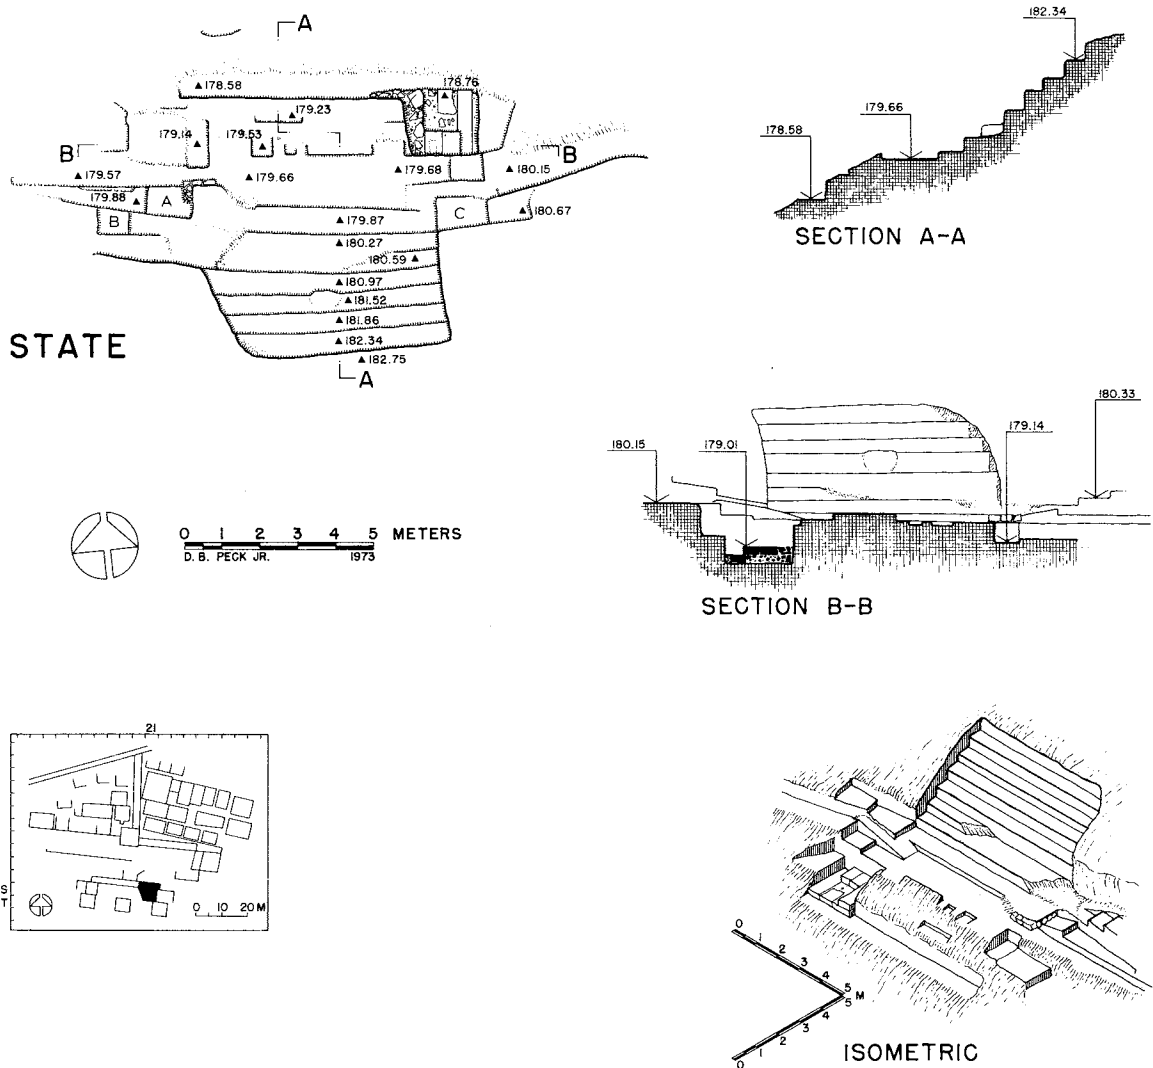 A
182.34
178.58
178.76
179.23
179.66
179.14
179.53
178.58
B
B
179.57
179.66
179.68
180.15
179.88
A
B
C
180.67
179.87
SECTION A-A
180.27
180.59
180.97
181.52
181.86
STATE
182.34
182.75
A
180.33
180.15
179.01
179.14
0 1 2 3 4 5 METERS
D. B. PECK JR. 1973
SECTION B-B
21
S
T
0 10 20 M
0
1
2
3
4
5 M
5
4
3
2
1
0
ISOMETRIC